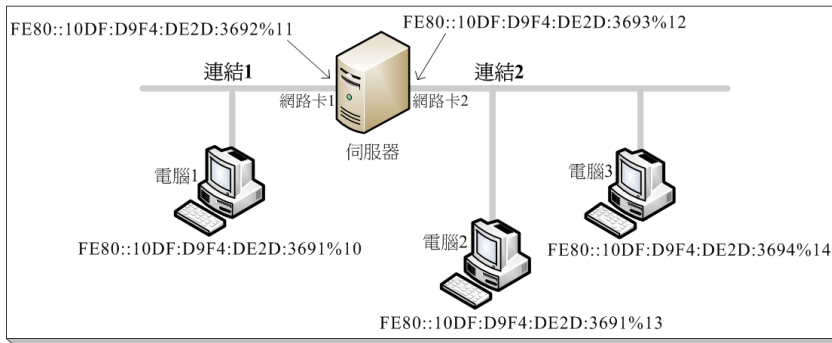 FE80::10DF:D9F4:DE2D:3692%11
FE80::10DF:D9F4:DE2D:3693%12
連結1
連結2
網路卡1
網路卡2
伺服器
電腦1
電腦2
電腦3
FE80::10DF:D9F4:DE2D:3691%10
FE80::10DF:D9F4:DE2D:3694%14
FE80::10DF:D9F4:DE2D:3691%13